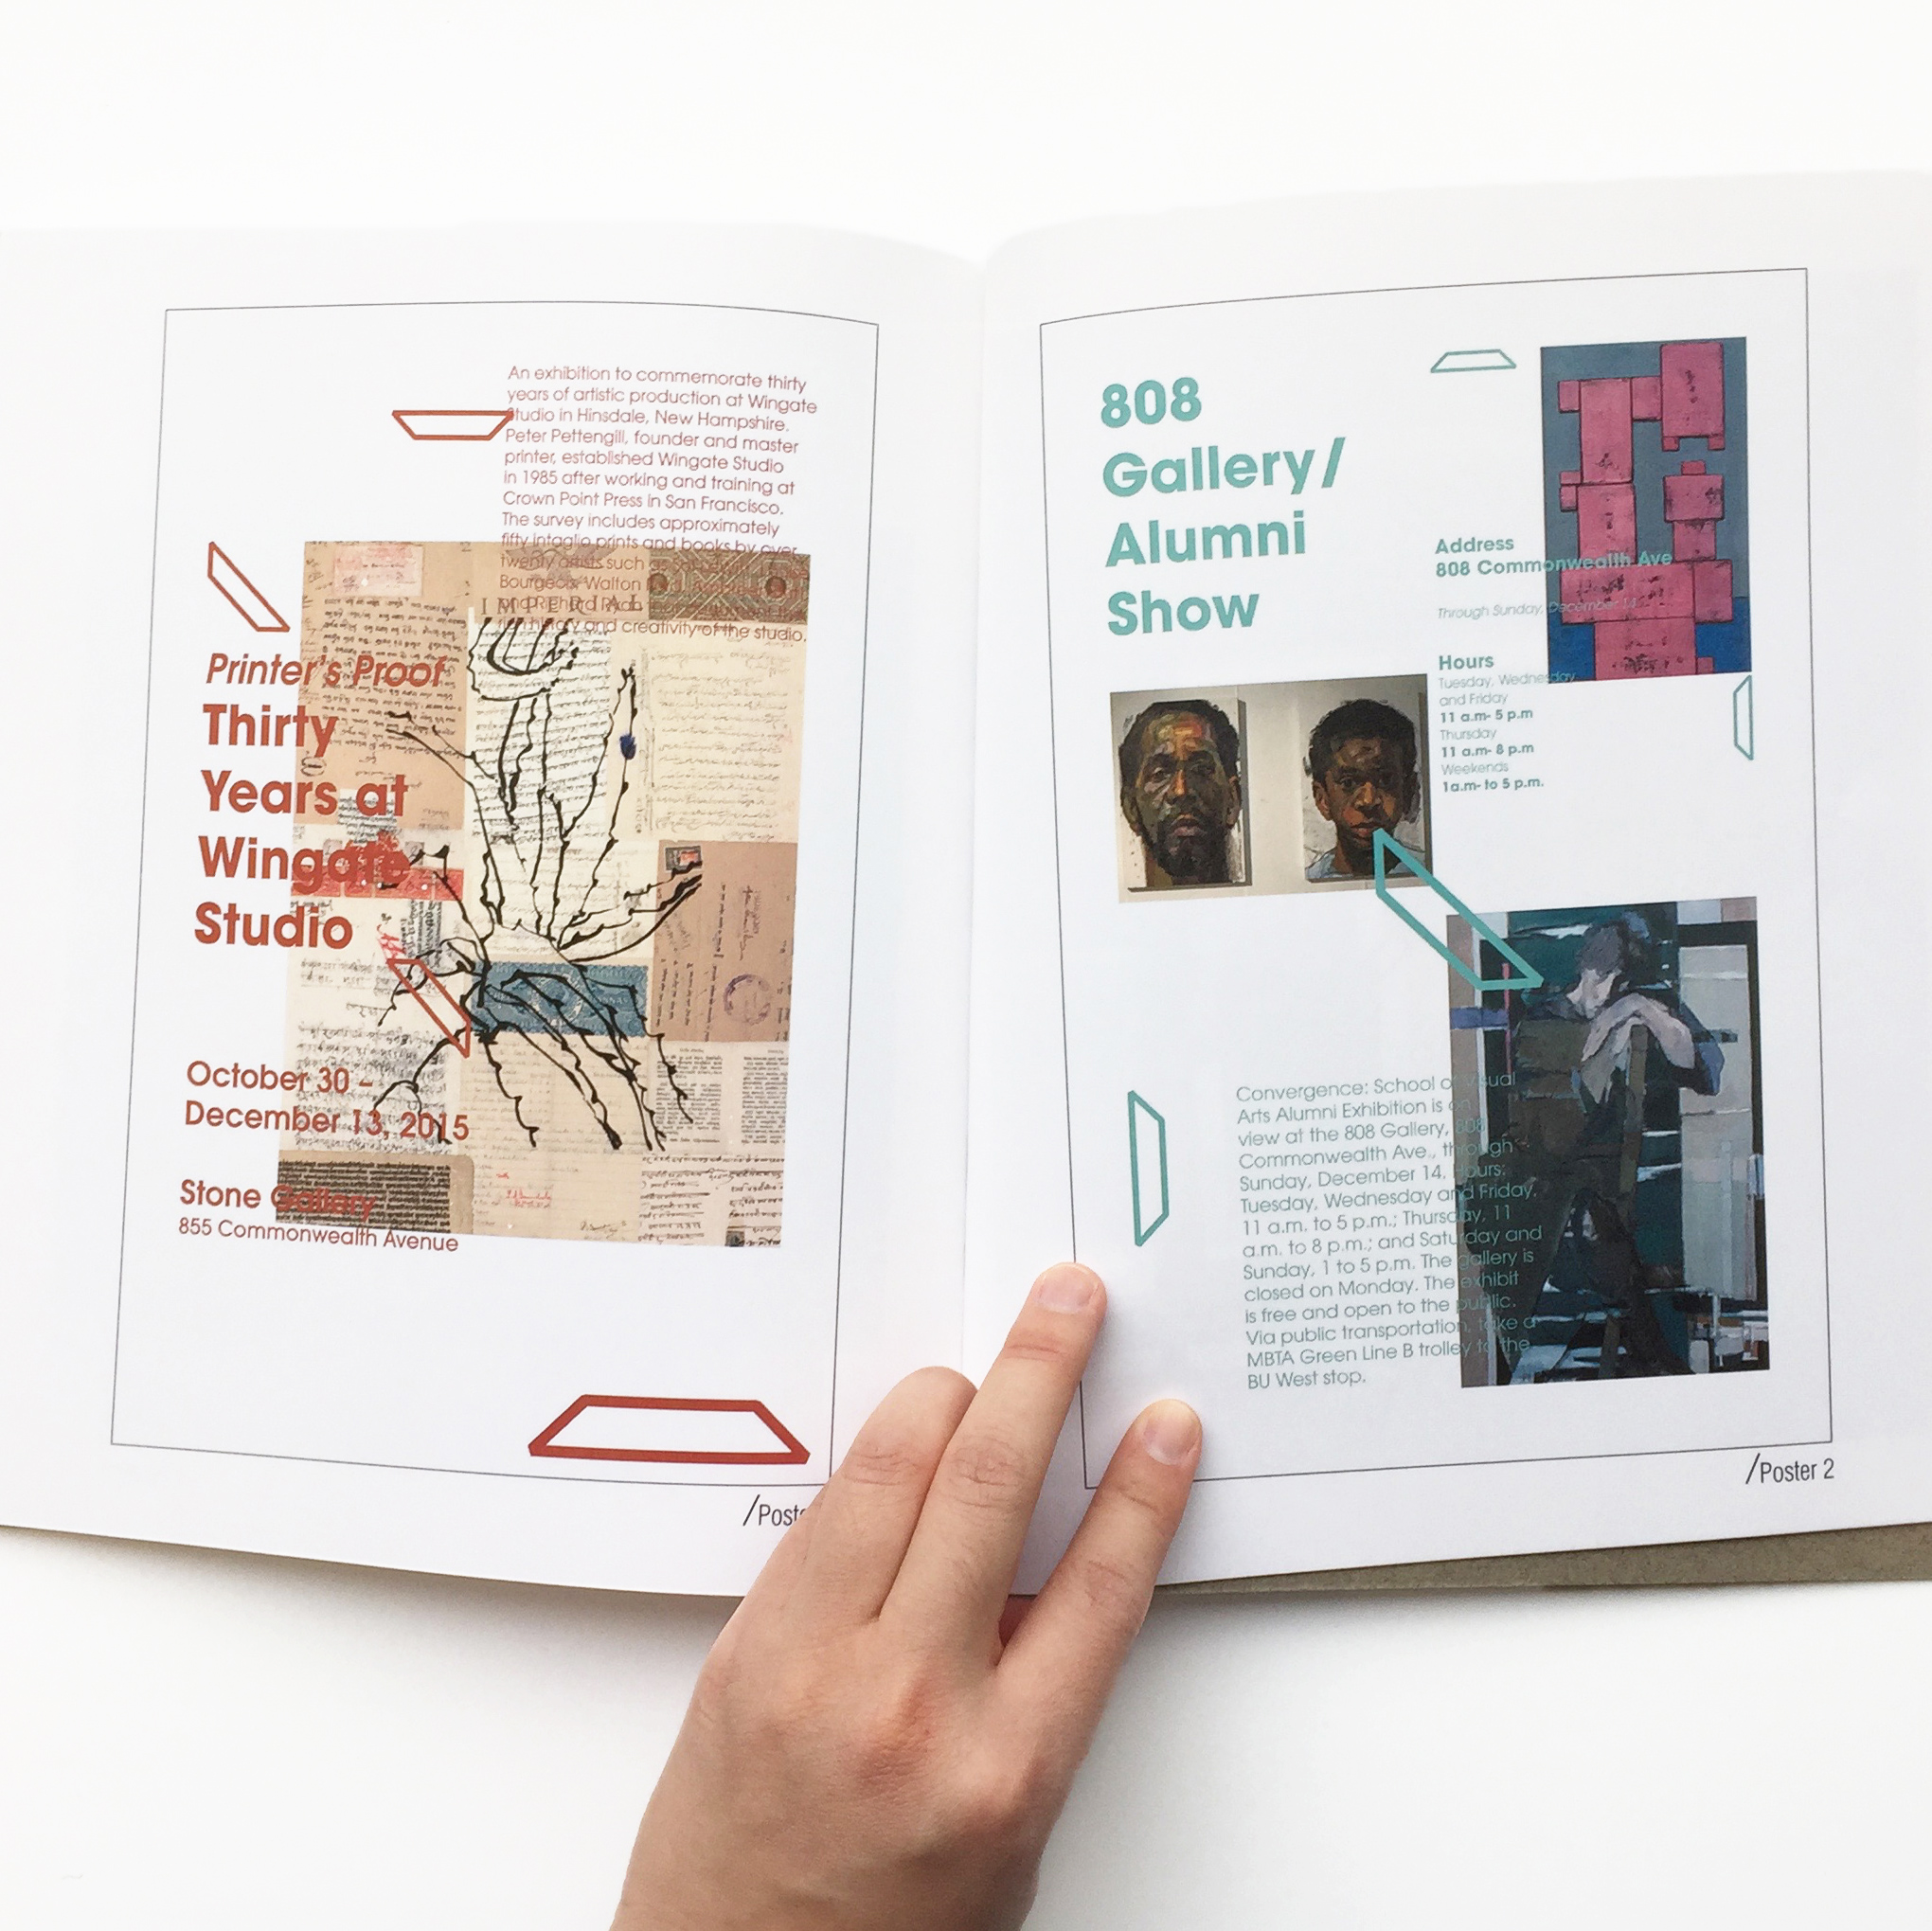 An exhibition to commemorate thirty
years of artistic production at Wingate
Studio in Hinsdale, New Hampshire.
Peter Pettengill, founder and master
printer, established Wingate Studio
in 1985 after working and training at
Crown Point Press in San Francisco.
The survey includes approximately
fifty intaglio prints and books by over
twenty artists such as
Bourgeois, Walton
and Richard Ryan
rich history and creativity of the studio.
IMPERIAL
Printer's Proof
Thirty
Years at
Wingate
Studio
October 30 –
December 13, 2015
Stone Gallery
855 Commonwealth Avenue
808
Gallery/
Alumni
Show
Address
808 Commonwealth Ave
Through Sunday, December 14
Hours
Tuesday, Wednesday
and Friday
11 a.m- 5 p.m
Thursday
11 a.m- 8 p.m
Weekends
1a.m- to 5 p.m.
Convergence: School of Visual
Arts Alumni Exhibition is on
view at the 808 Gallery, 808
Commonwealth Ave., through
Sunday, December 14. Hours:
Tuesday, Wednesday and Friday,
11 a.m. to 5 p.m.; Thursday, 11
a.m. to 8 p.m.; and Saturday and
Sunday, 1 to 5 p.m. The gallery is
closed on Monday. The exhibit
is free and open to the public.
Via public transportation, take a
MBTA Green Line B trolley to the
BU West stop.
/Poster 2